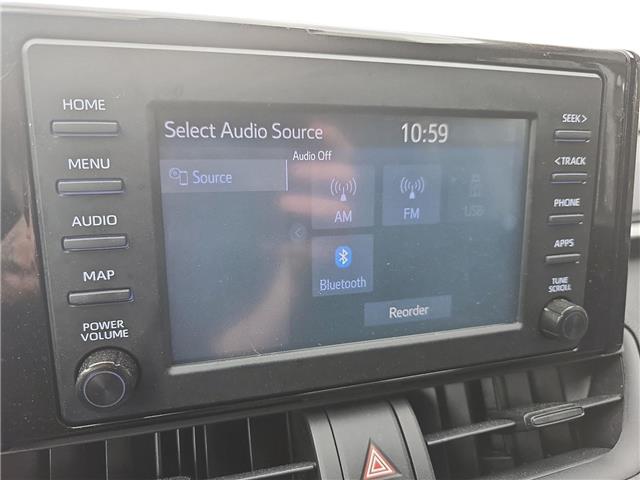 HOME
MENU
AUDIO
MAP
POWER
VOLUME
Select Audio Source
10:59
Audio Off
Source
AM
FM
USB
Bluetooth
Reorder
SEEK>
<TRACK
PHONE
APPS
TUNE
SCROLL